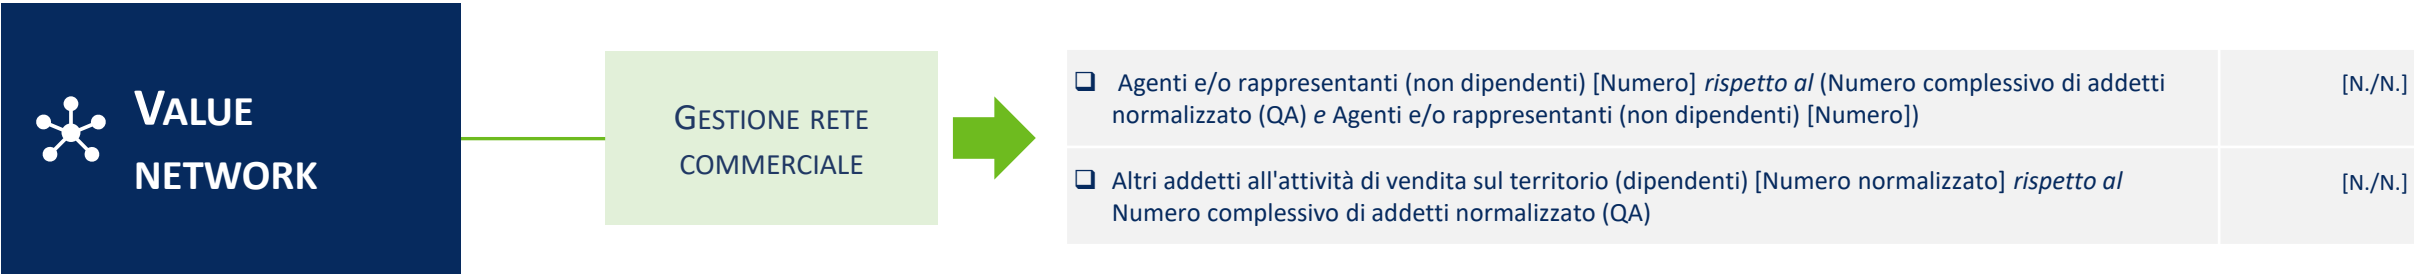 VALUE
NETWORK
GESTIONE RETE
COMMERCIALE
Agenti e/o rappresentanti (non dipendenti) [Numero] rispetto al (Numero complessivo di addetti
normalizzato (QA) e Agenti e/o rappresentanti (non dipendenti) [Numero])
[N./N.]
Altri addetti all'attività di vendita sul territorio (dipendenti) [Numero normalizzato] rispetto al
Numero complessivo di addetti normalizzato (QA)
[N./N.]